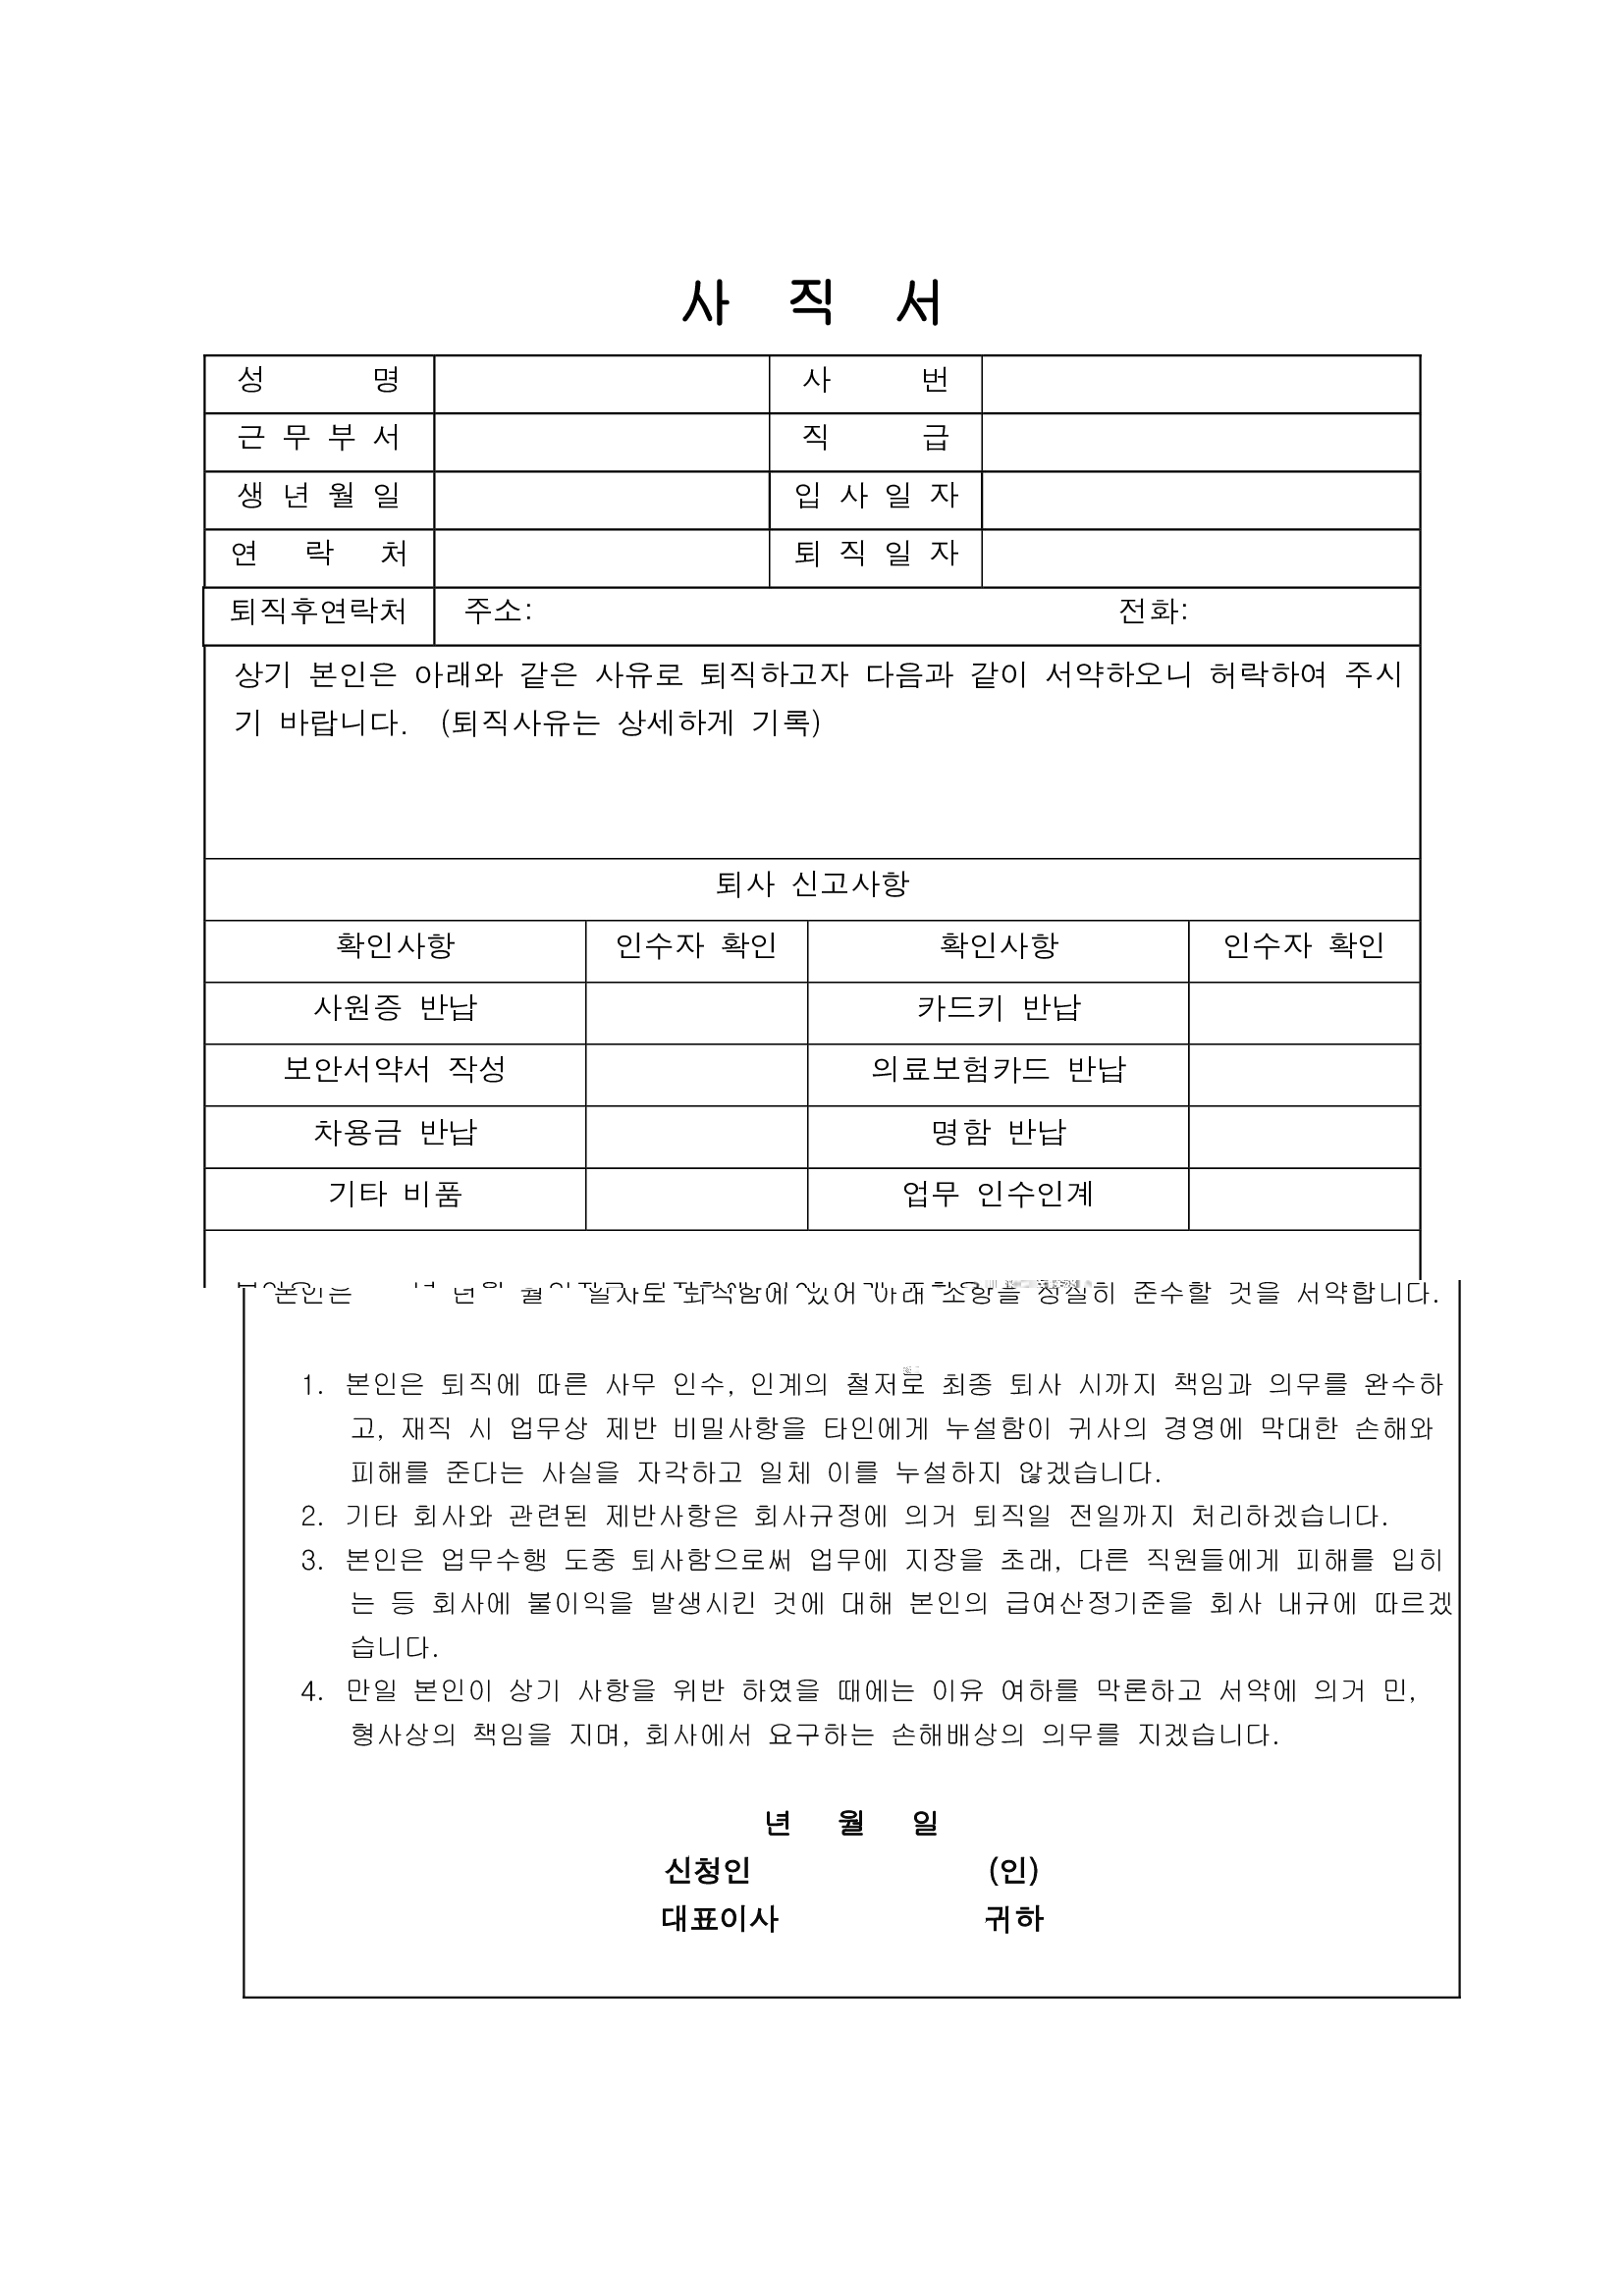 사 직 서
성 명 사 번
근 무 부 서 직 급
생 년 월 일 입 사 일 자
연 락 처 퇴 직 일 자
퇴직후연락처 주소: 전화:
상기 본인은 아래와 같은 사유로 퇴직하고자 다음과 같이 서약하오니 허락하여 주시
기 바랍니다. (퇴직사유는 상세하게 기록)
퇴사 신고사항
확인사항 인수자 확인 확인사항 인수자 확인
사원증 반납 카드키 반납
보안서약서 작성 의료보험카드 반납
차용금 반납 명함 반납
기타 비품 업무 인수인계
본인은 년 월 일자로 퇴직함에 있어 아래 조항을 성실히 준수할 것을 서약합니다.
1. 본인은 퇴직에 따른 사무 인수, 인계의 철저로 최종 퇴사 시까지 책임과 의무를 완수하
고, 재직 시 업무상 제반 비밀사항을 타인에게 누설함이 귀사의 경영에 막대한 손해와
피해를 준다는 사실을 자각하고 일체 이를 누설하지 않겠습니다.
2. 기타 회사와 관련된 제반사항은 회사규정에 의거 퇴직일 전일까지 처리하겠습니다.
3. 본인은 업무수행 도중 퇴사함으로써 업무에 지장을 초래, 다른 직원들에게 피해를 입히
는 등 회사에 불이익을 발생시킨 것에 대해 본인의 급여산정기준을 회사 내규에 따르겠
습니다.
4. 만일 본인이 상기 사항을 위반 하였을 때에는 이유 여하를 막론하고 서약에 의거 민,
형사상의 책임을 지며, 회사에서 요구하는 손해배상의 의무를 지겠습니다.
년 월 일
신청인 (인)
대표이사 귀하